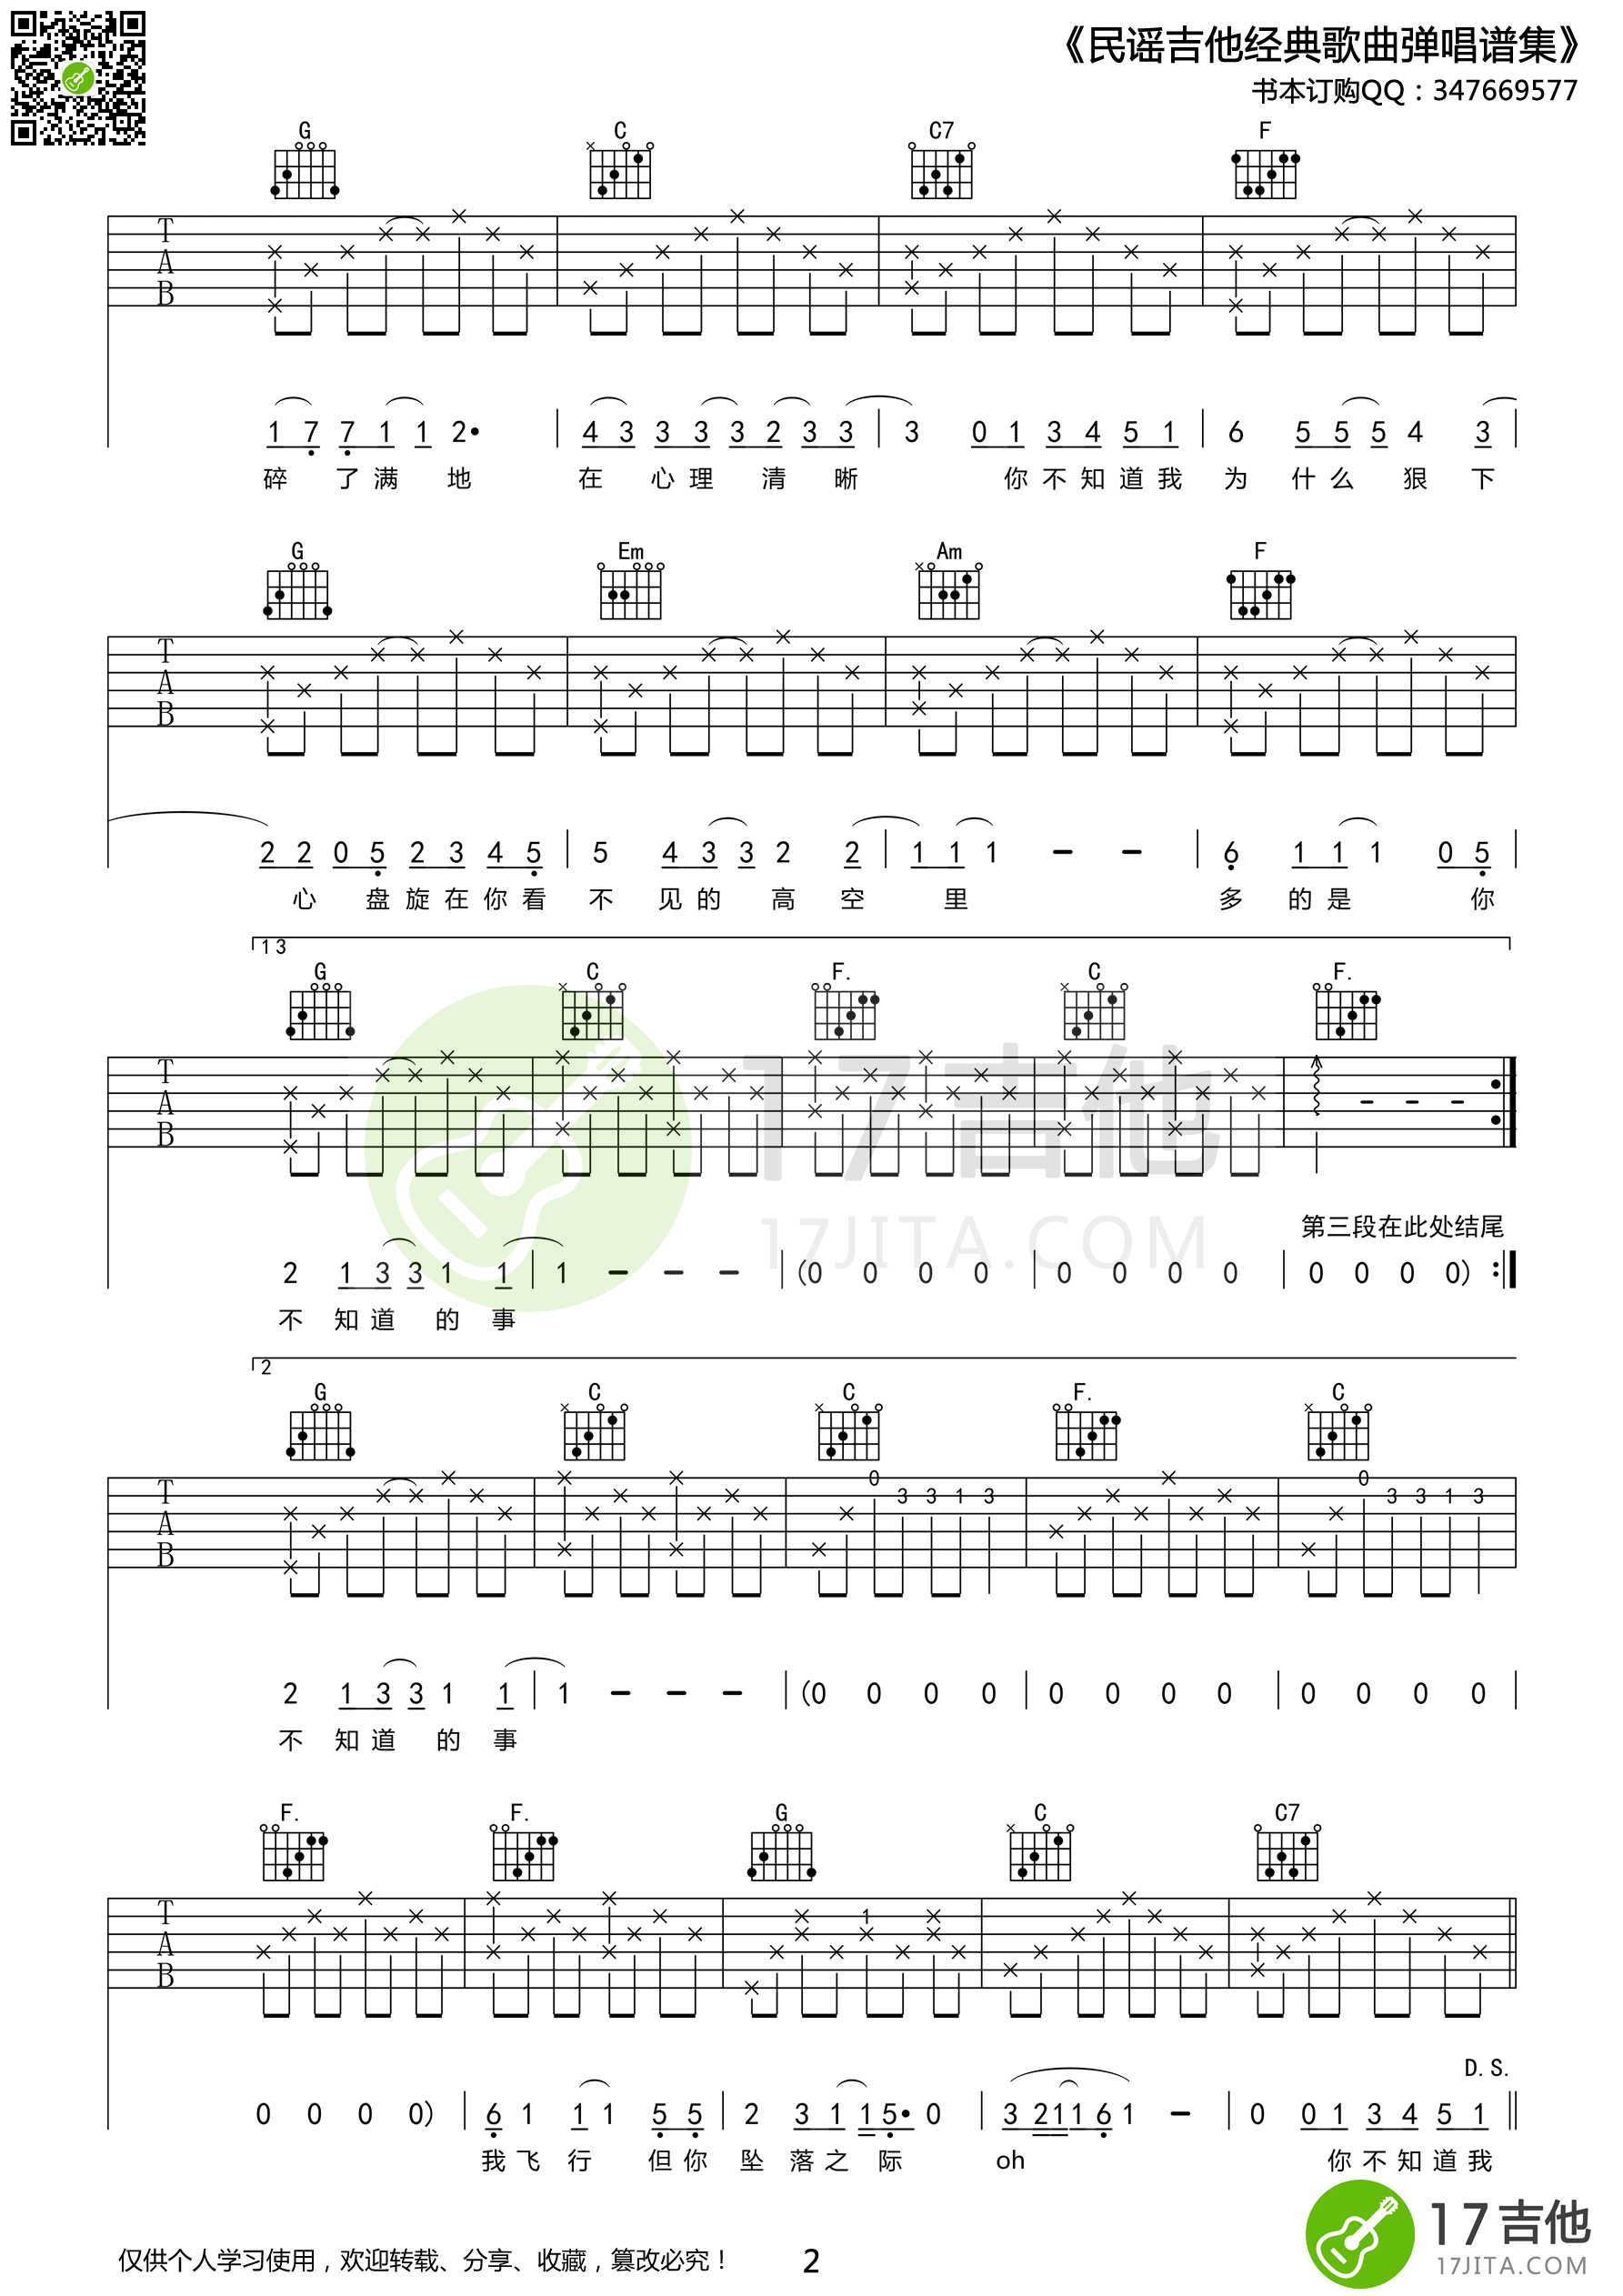 《民谣吉他经典歌曲弹唱谱集》
书本订购QQ：347669577
G C C7 F
T A B
1 7 7 1 1 2• | 4 3 3 3 3 2 3 3 | 3 0 1 3 4 5 1 | 6 5 5 5 4 3 |
碎 了 满 地 在 心 理 清 晰 你 不 知 道 我 为 什 么 狠 下
G Em Am F
T A B
2 2 0 5 2 3 4 5 | 5 4 3 3 2 2 | 1 1 1 - - | 6 1 1 1 0 5 |
心 盘 旋 在 你 看 不 见 的 高 空 里 多 的 是 你
1 3
G C F. C F.
T A B
17吉他
17JITA.COM
第三段在此处结尾
2 1 3 3 1 1 | 1 - - - | (0 0 0 0 | 0 0 0 0 | 0 0 0 0) :|
不 知 道 的 事
2
G C C F. C
0 3 3 1 3 0 3 3 1 3
T A B
2 1 3 3 1 1 | 1 - - - | (0 0 0 0 | 0 0 0 0 | 0 0 0 0 |
不 知 道 的 事
F. F. G C C7
1
T A B
D.S.
0 0 0 0) | 6 1 1 1 5 5 | 2 3 1 1 5• 0 | 3 2 1 1 6 1 - | 0 0 1 3 4 5 1 ||
我 飞 行 但 你 坠 落 之 际 oh 你 不 知 道 我
仅供个人学习使用，欢迎转载、分享、收藏，篡改必究！
2
17吉他
17JITA.COM